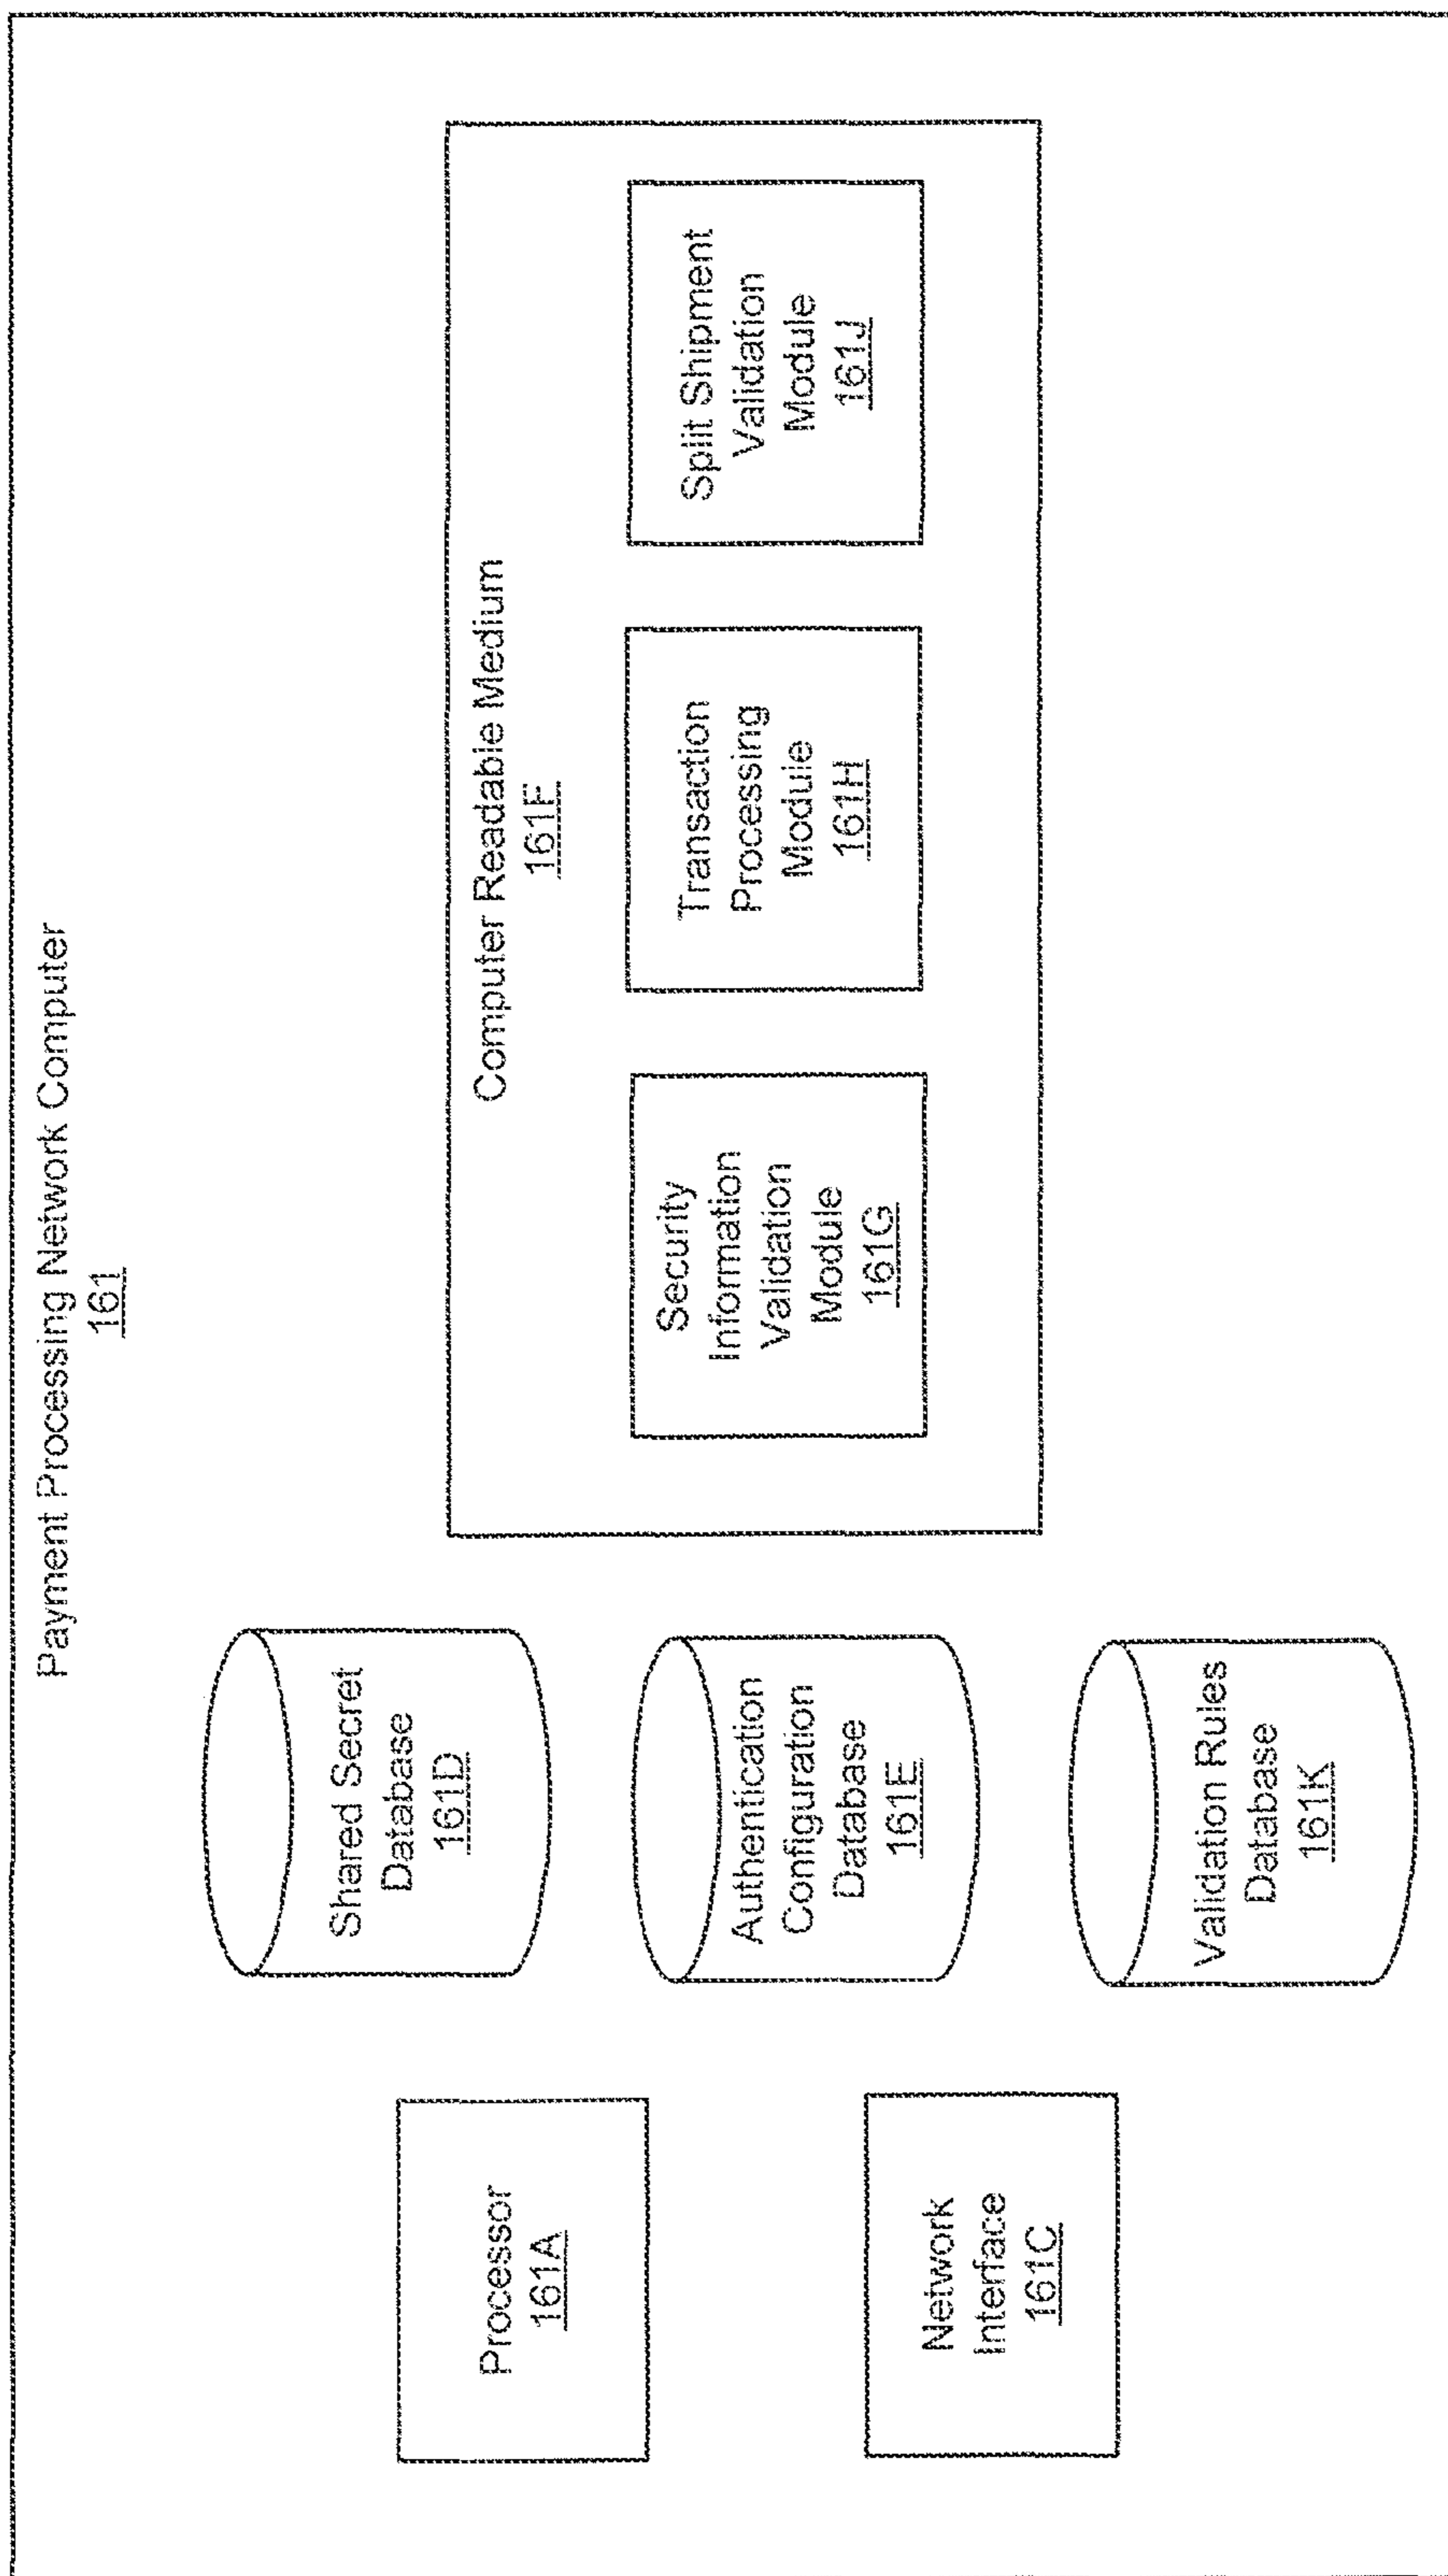 Payment Processing Network Computer
161
Processor
161A
Network
Interface
161C
Shared Secret
Database
161D
Authentication
Configuration
Database
161E
Validation Rules
Database
161K
Computer Readable Medium
161F
Security
Information
Validation
Module
161G
Transaction
Processing
Module
161H
Split Shipment
Validation
Module
161J